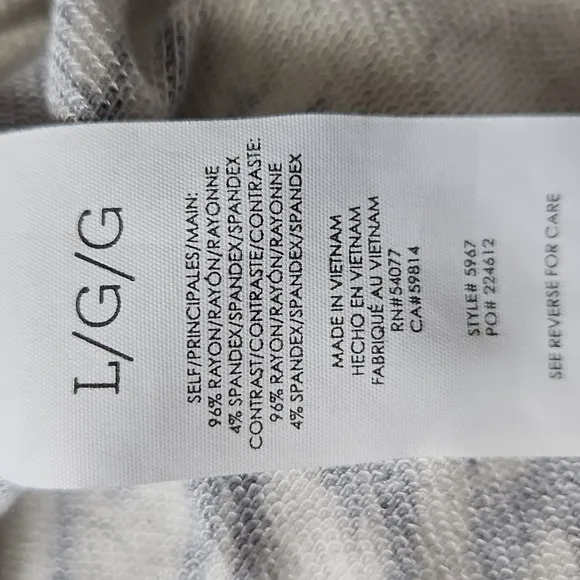 L/G/G
SELF/PRINCIPALES/MAIN:
96% RAYON/RAYÓN/RAYONNE
4% SPANDEX/SPANDEX/SPANDEX
CONTRAST/CONTRASTE/CONTRASTE:
96% RAYON/RAYÓN/RAYONNE
4% SPANDEX/SPANDEX/SPANDEX
MADE IN VIETNAM
HECHO EN VIETNAM
FABRIQUÉ AU VIETNAM
RN#54077
CA#59814
STYLE# 5967
PO# 224612
SEE REVERSE FOR CARE